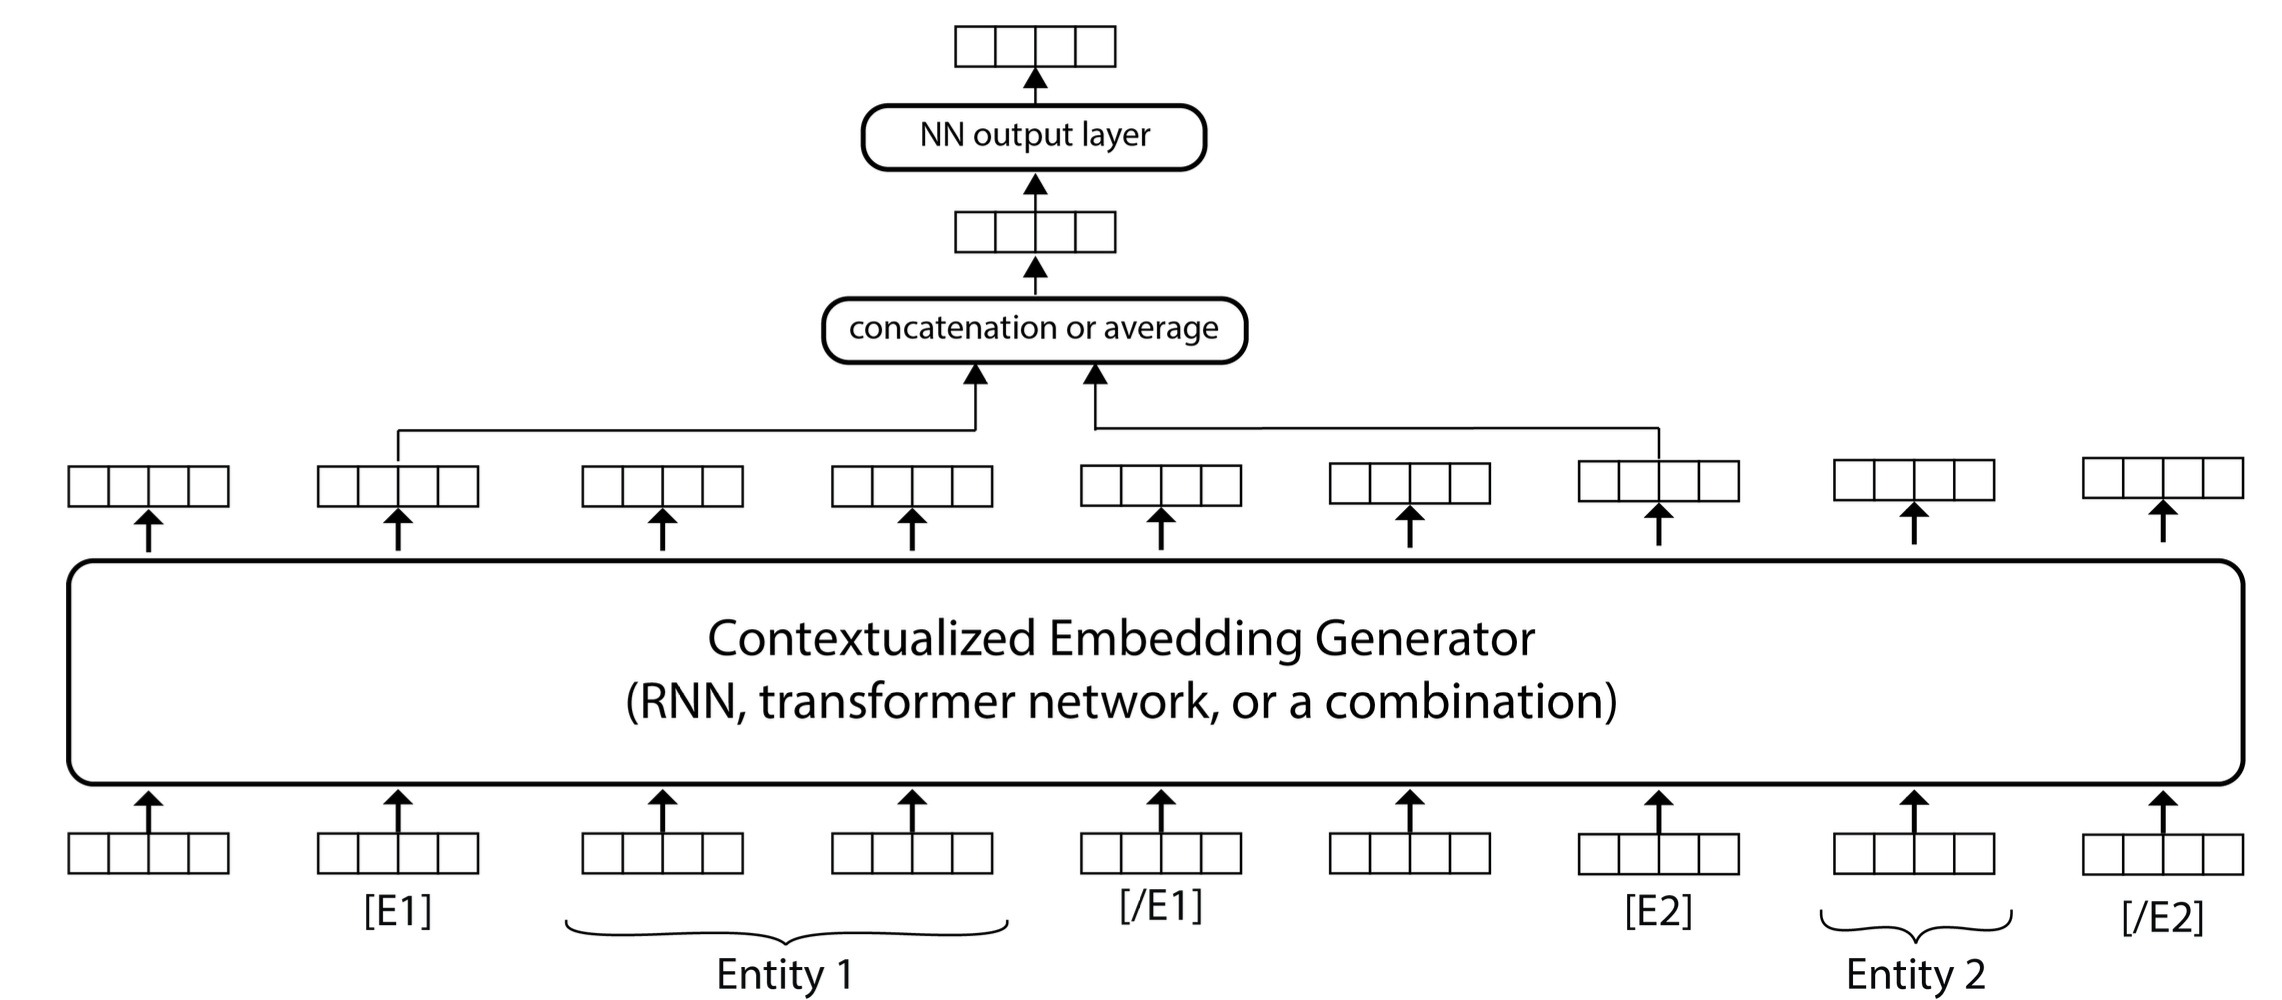 NN output layer
concatenation or average
Contextualized Embedding Generator
(RNN, transformer network, or a combination)
[E1]
[/E1]
[E2]
[/E2]
Entity 1
Entity 2